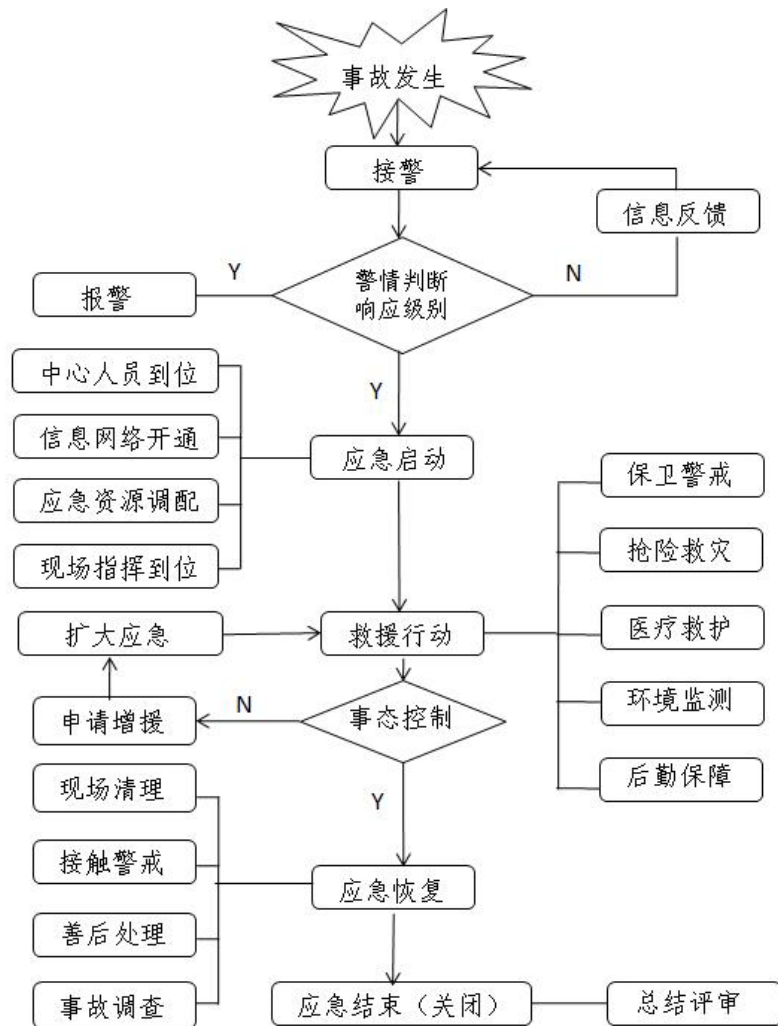 事故发生
接警
信息反馈
警情判断
响应级别
Y
N
报警
Y
中心人员到位
信息网络开通
应急资源调配
现场指挥到位
应急启动
保卫警戒
抢险救灾
医疗救护
环境监测
后勤保障
扩大应急
救援行动
申请增援
N
事态控制
Y
现场清理
接触警戒
善后处理
事故调查
应急恢复
应急结束（关闭）
总结评审